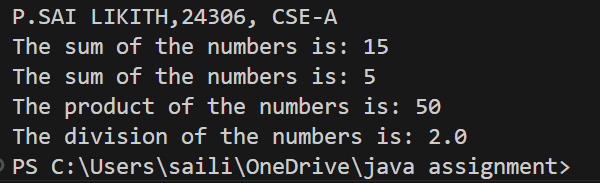 P.SAI LIKITH,24306, CSE-A
The sum of the numbers is: 15
The sum of the numbers is: 5
The product of the numbers is: 50
The division of the numbers is: 2.0
PS C:\Users\saili\OneDrive\java assignment>